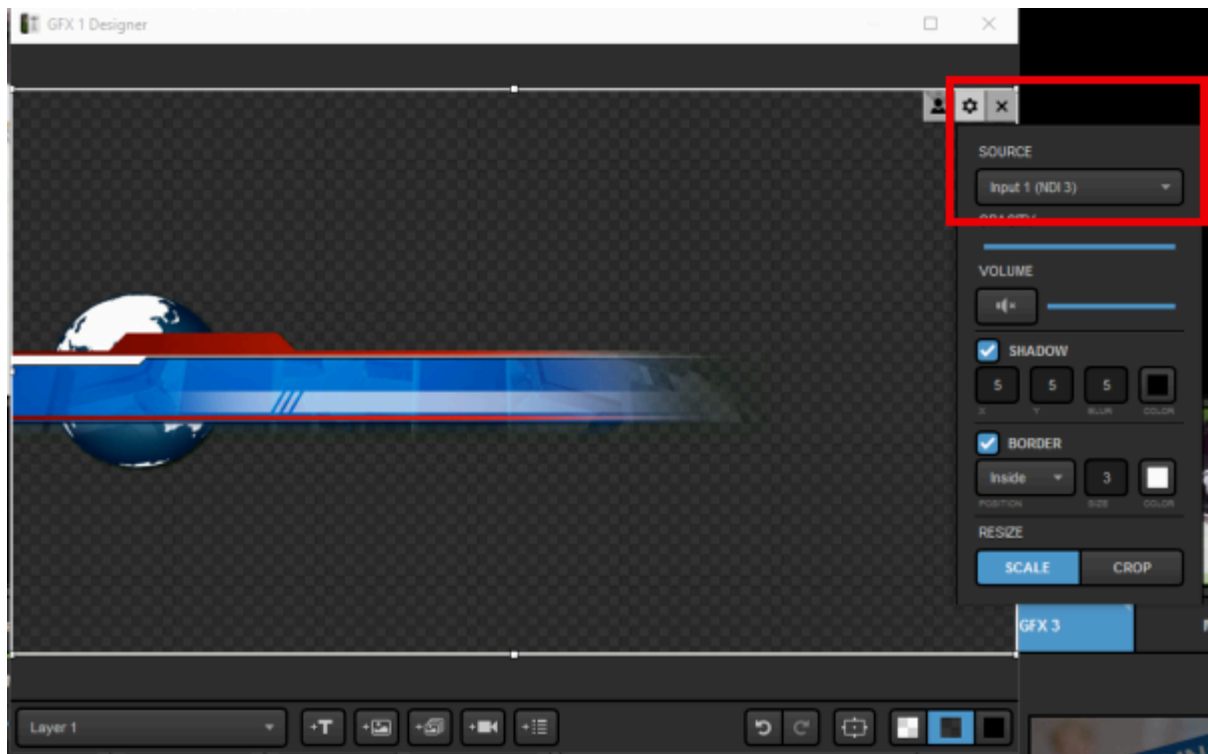 GFX 1 Designer
SOURCE
Input 1 (NDI 3)
OPACITY
VOLUME
SHADOW
5 5 5
X Y BLUR COLOR
BORDER
Inside 3
POSITION SIZE COLOR
RESIZE
SCALE CROP
GFX 3
Layer 1
+T